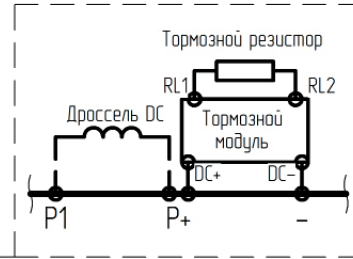 Тормозной резистор
RL1
RL2
Дроссель DC
Тормозной
модуль
DC+
DC-
P1
P+
-